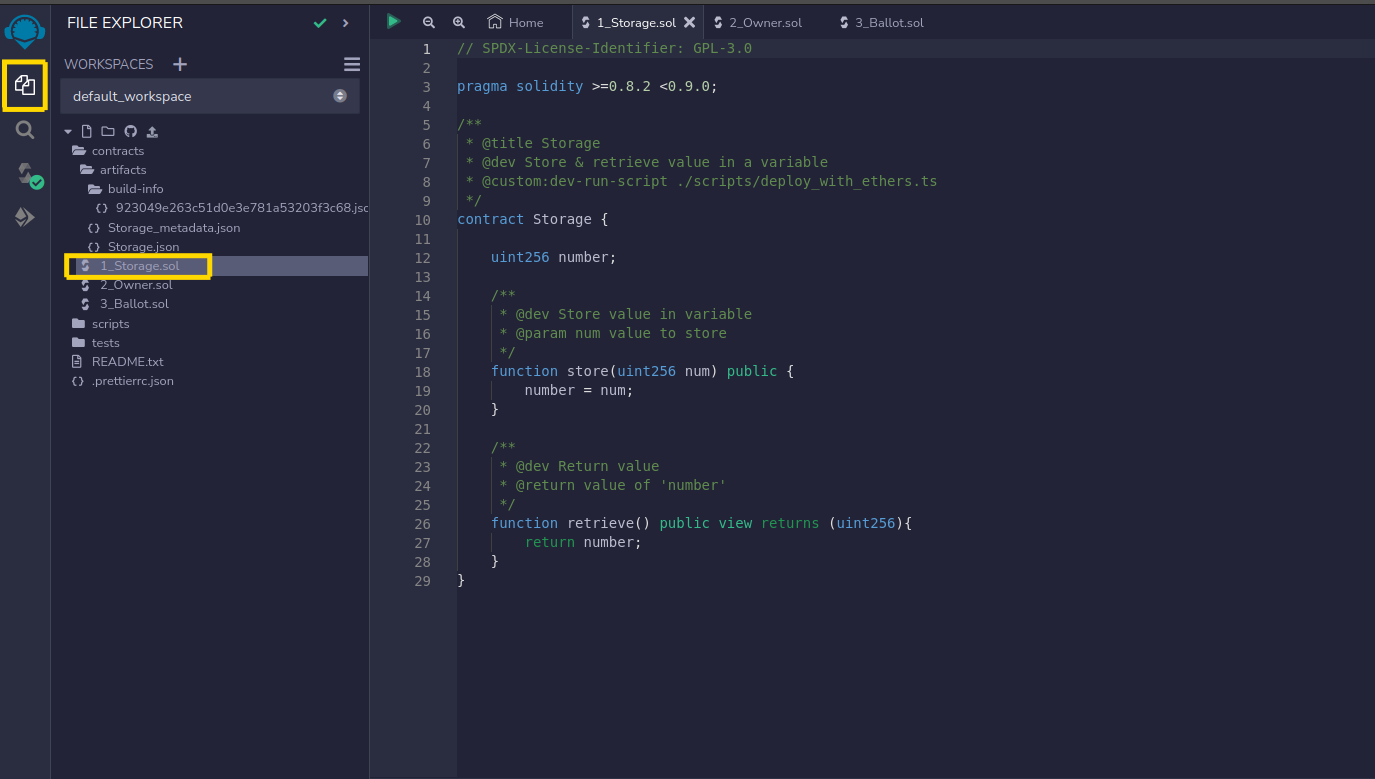 FILE EXPLORER
WORKSPACES
default_workspace
contracts
artifacts
build-info
923049e263c51d0e3e781a53203f3c68.jsc
Storage_metadata.json
Storage.json
1_Storage.sol
2_Owner.sol
3_Ballot.sol
scripts
tests
README.txt
.prettierrc.json
Home 1_Storage.sol 2_Owner.sol 3_Ballot.sol
1 // SPDX-License-Identifier: GPL-3.0
2
3 pragma solidity >=0.8.2 <0.9.0;
4
5 /**
6  * @title Storage
7  * @dev Store & retrieve value in a variable
8  * @custom:dev-run-script ./scripts/deploy_with_ethers.ts
9  */
10 contract Storage {
11
12     uint256 number;
13
14     /**
15      * @dev Store value in variable
16      * @param num value to store
17      */
18     function store(uint256 num) public {
19         number = num;
20     }
21
22     /**
23      * @dev Return value
24      * @return value of 'number'
25      */
26     function retrieve() public view returns (uint256){
27         return number;
28     }
29 }